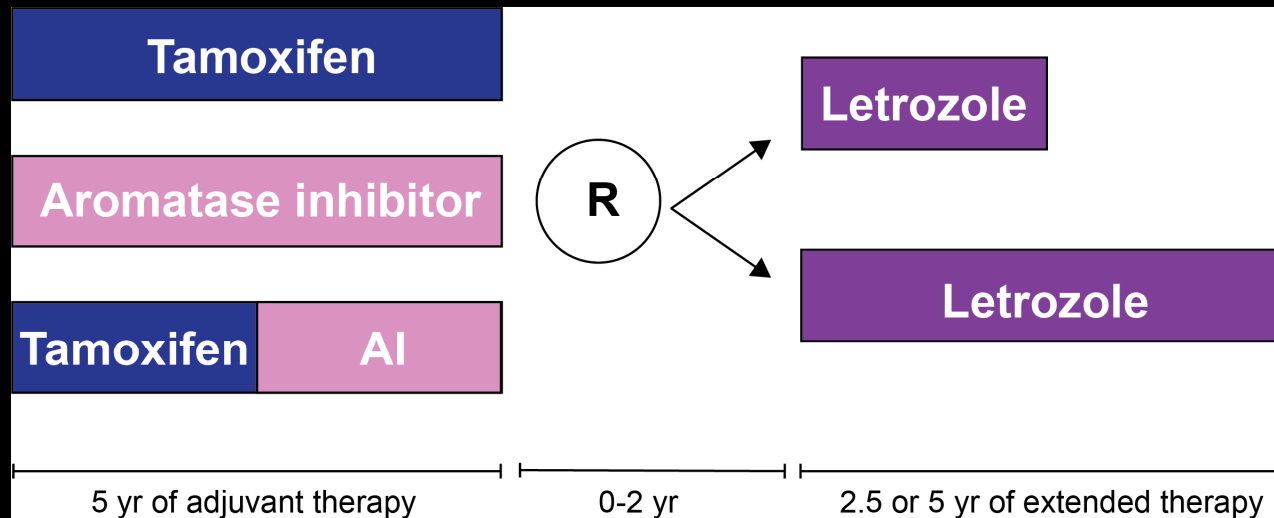 Tamoxifen
Letrozole
Aromatase inhibitor
R
Letrozole
Tamoxifen AI
5 yr of adjuvant therapy
0-2 yr
2.5 or 5 yr of extended therapy